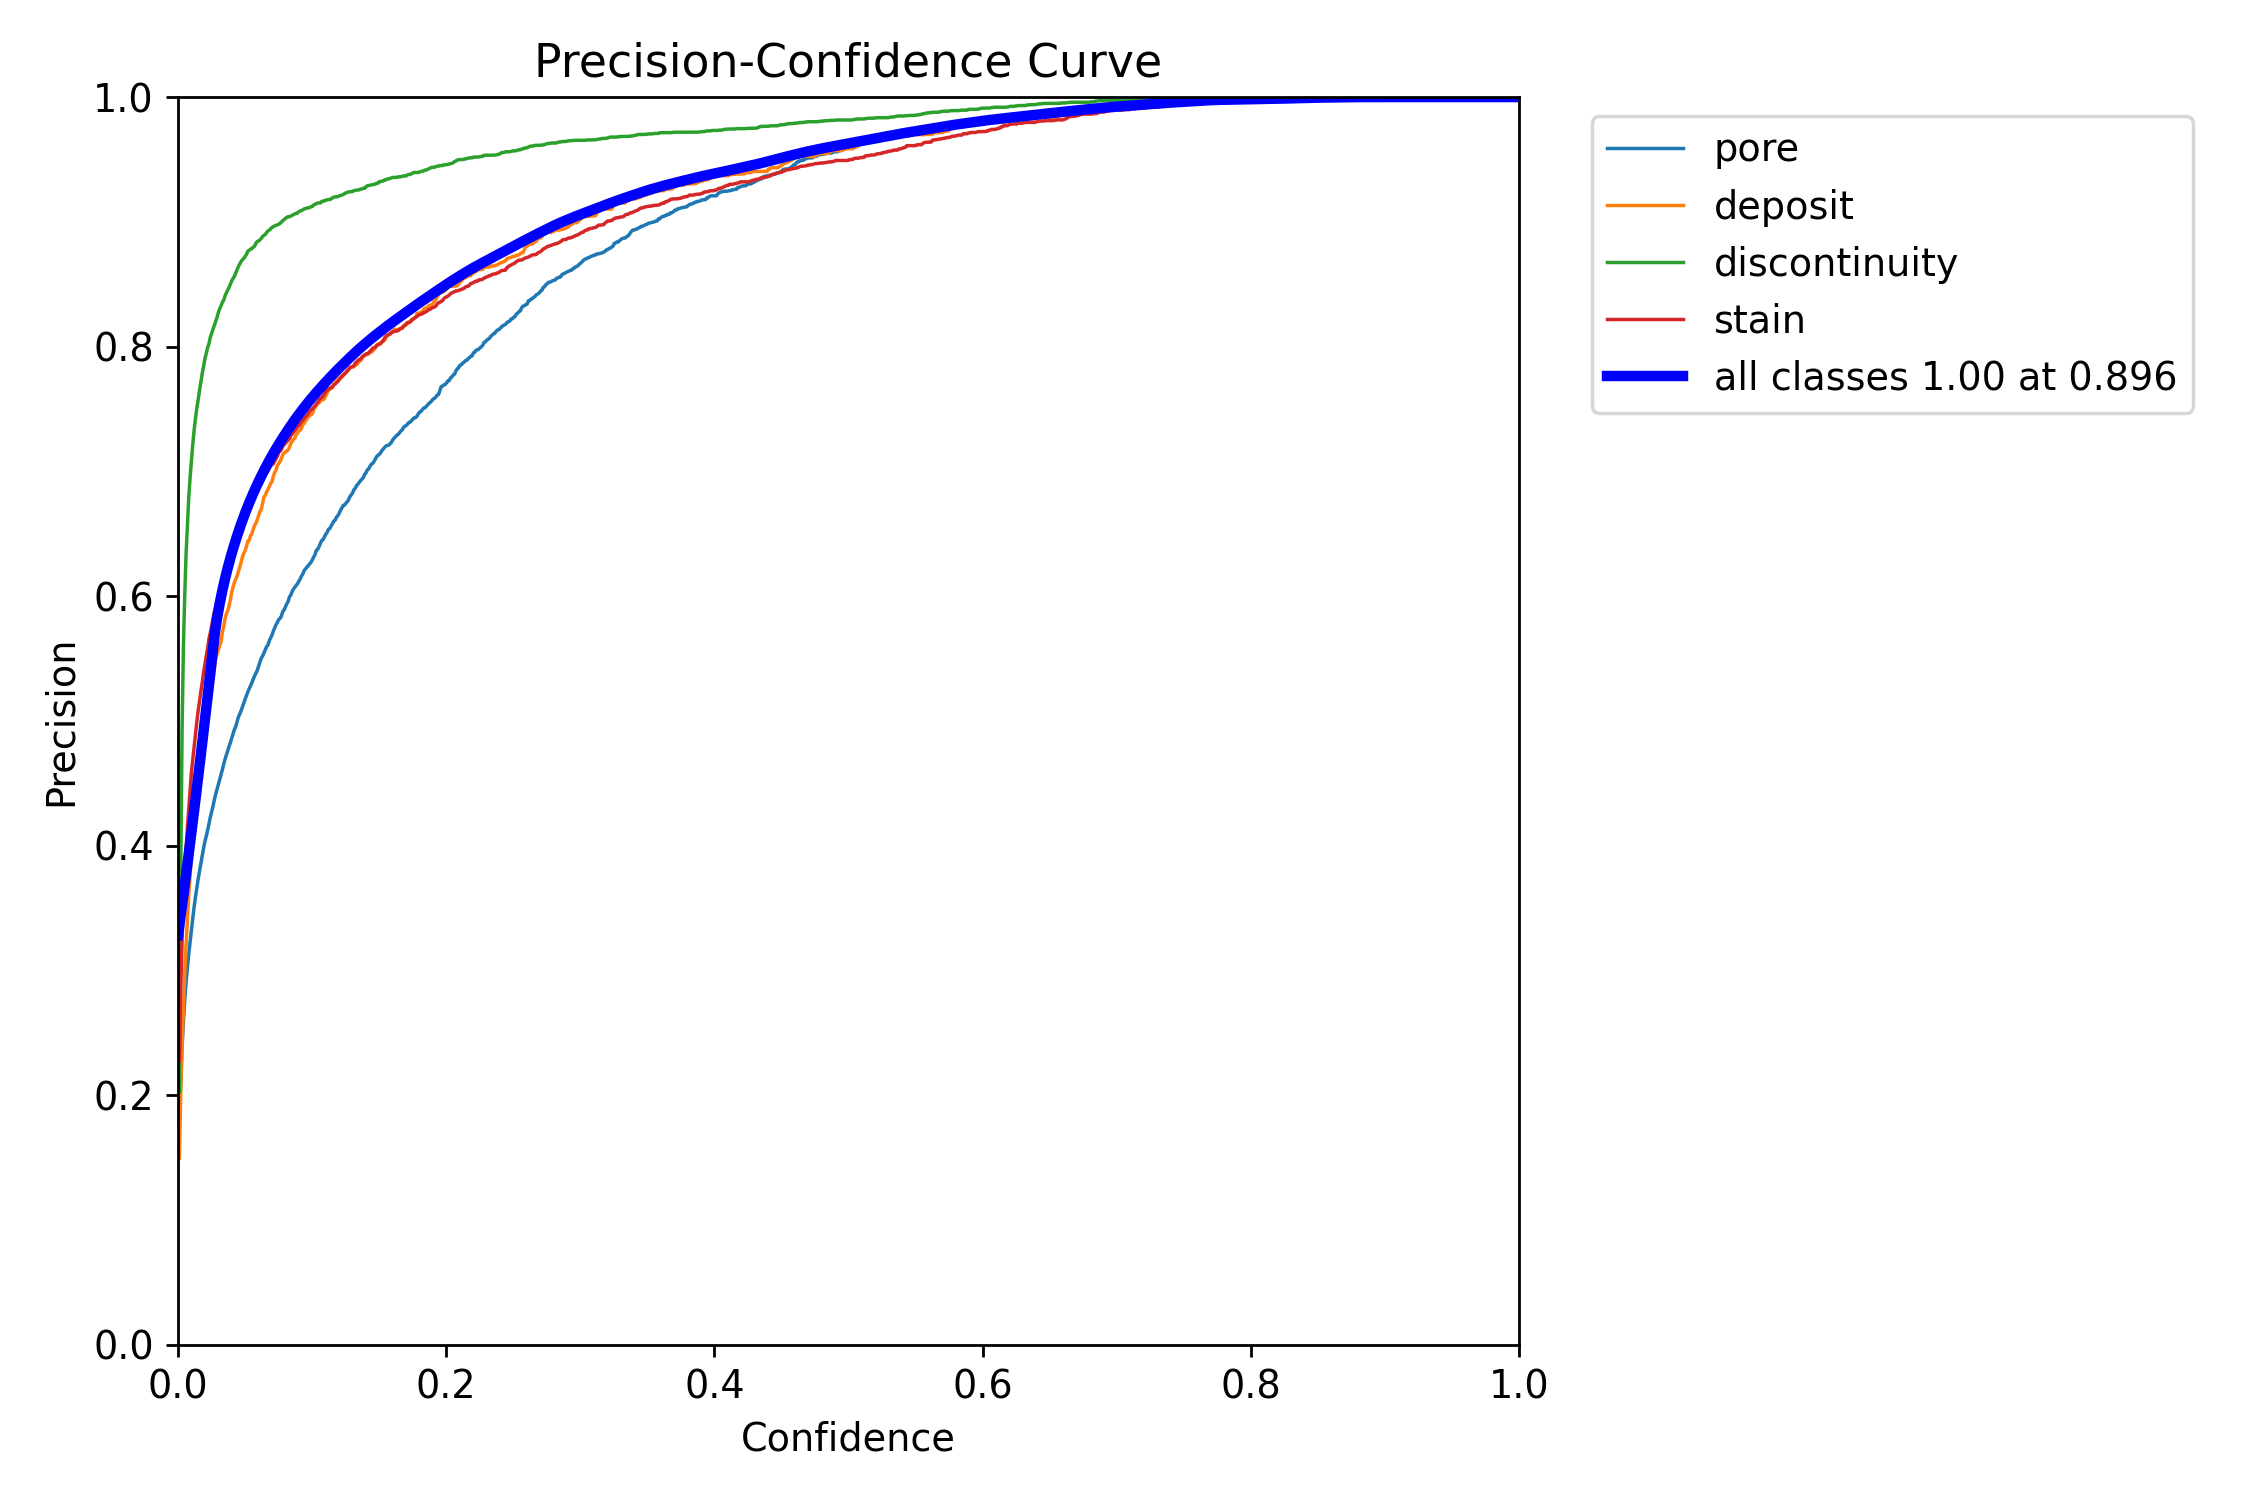 Precision-Confidence Curve
1.0
0.8
0.6
0.4
0.2
0.0
Precision
0.0 0.2 0.4 0.6 0.8 1.0
Confidence
pore
deposit
discontinuity
stain
all classes 1.00 at 0.896